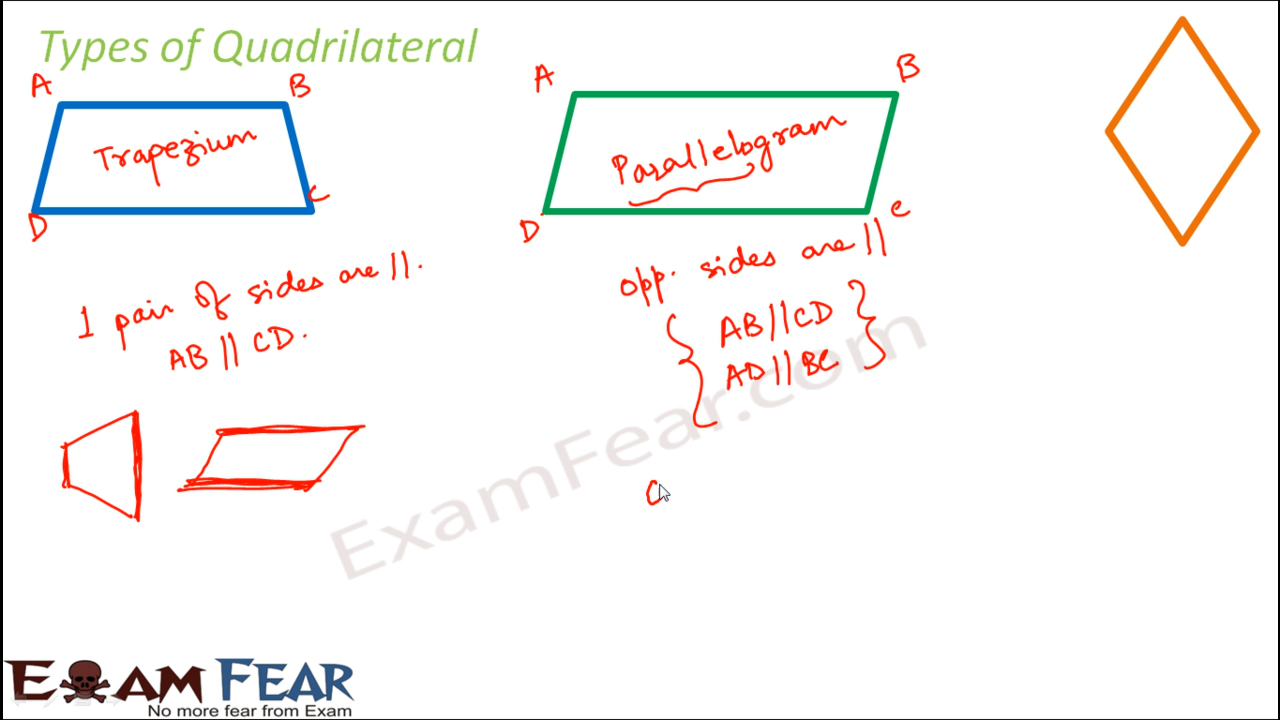 Types of Quadrilateral
A
B
Trapezium
D
C
1 pair of sides are ||.
AB || CD.
A
B
Parallelogram
D
C
opp. sides are ||
AB||CD
AD||BC
ExamFear.com
EXAM FEAR
No more fear from Exam